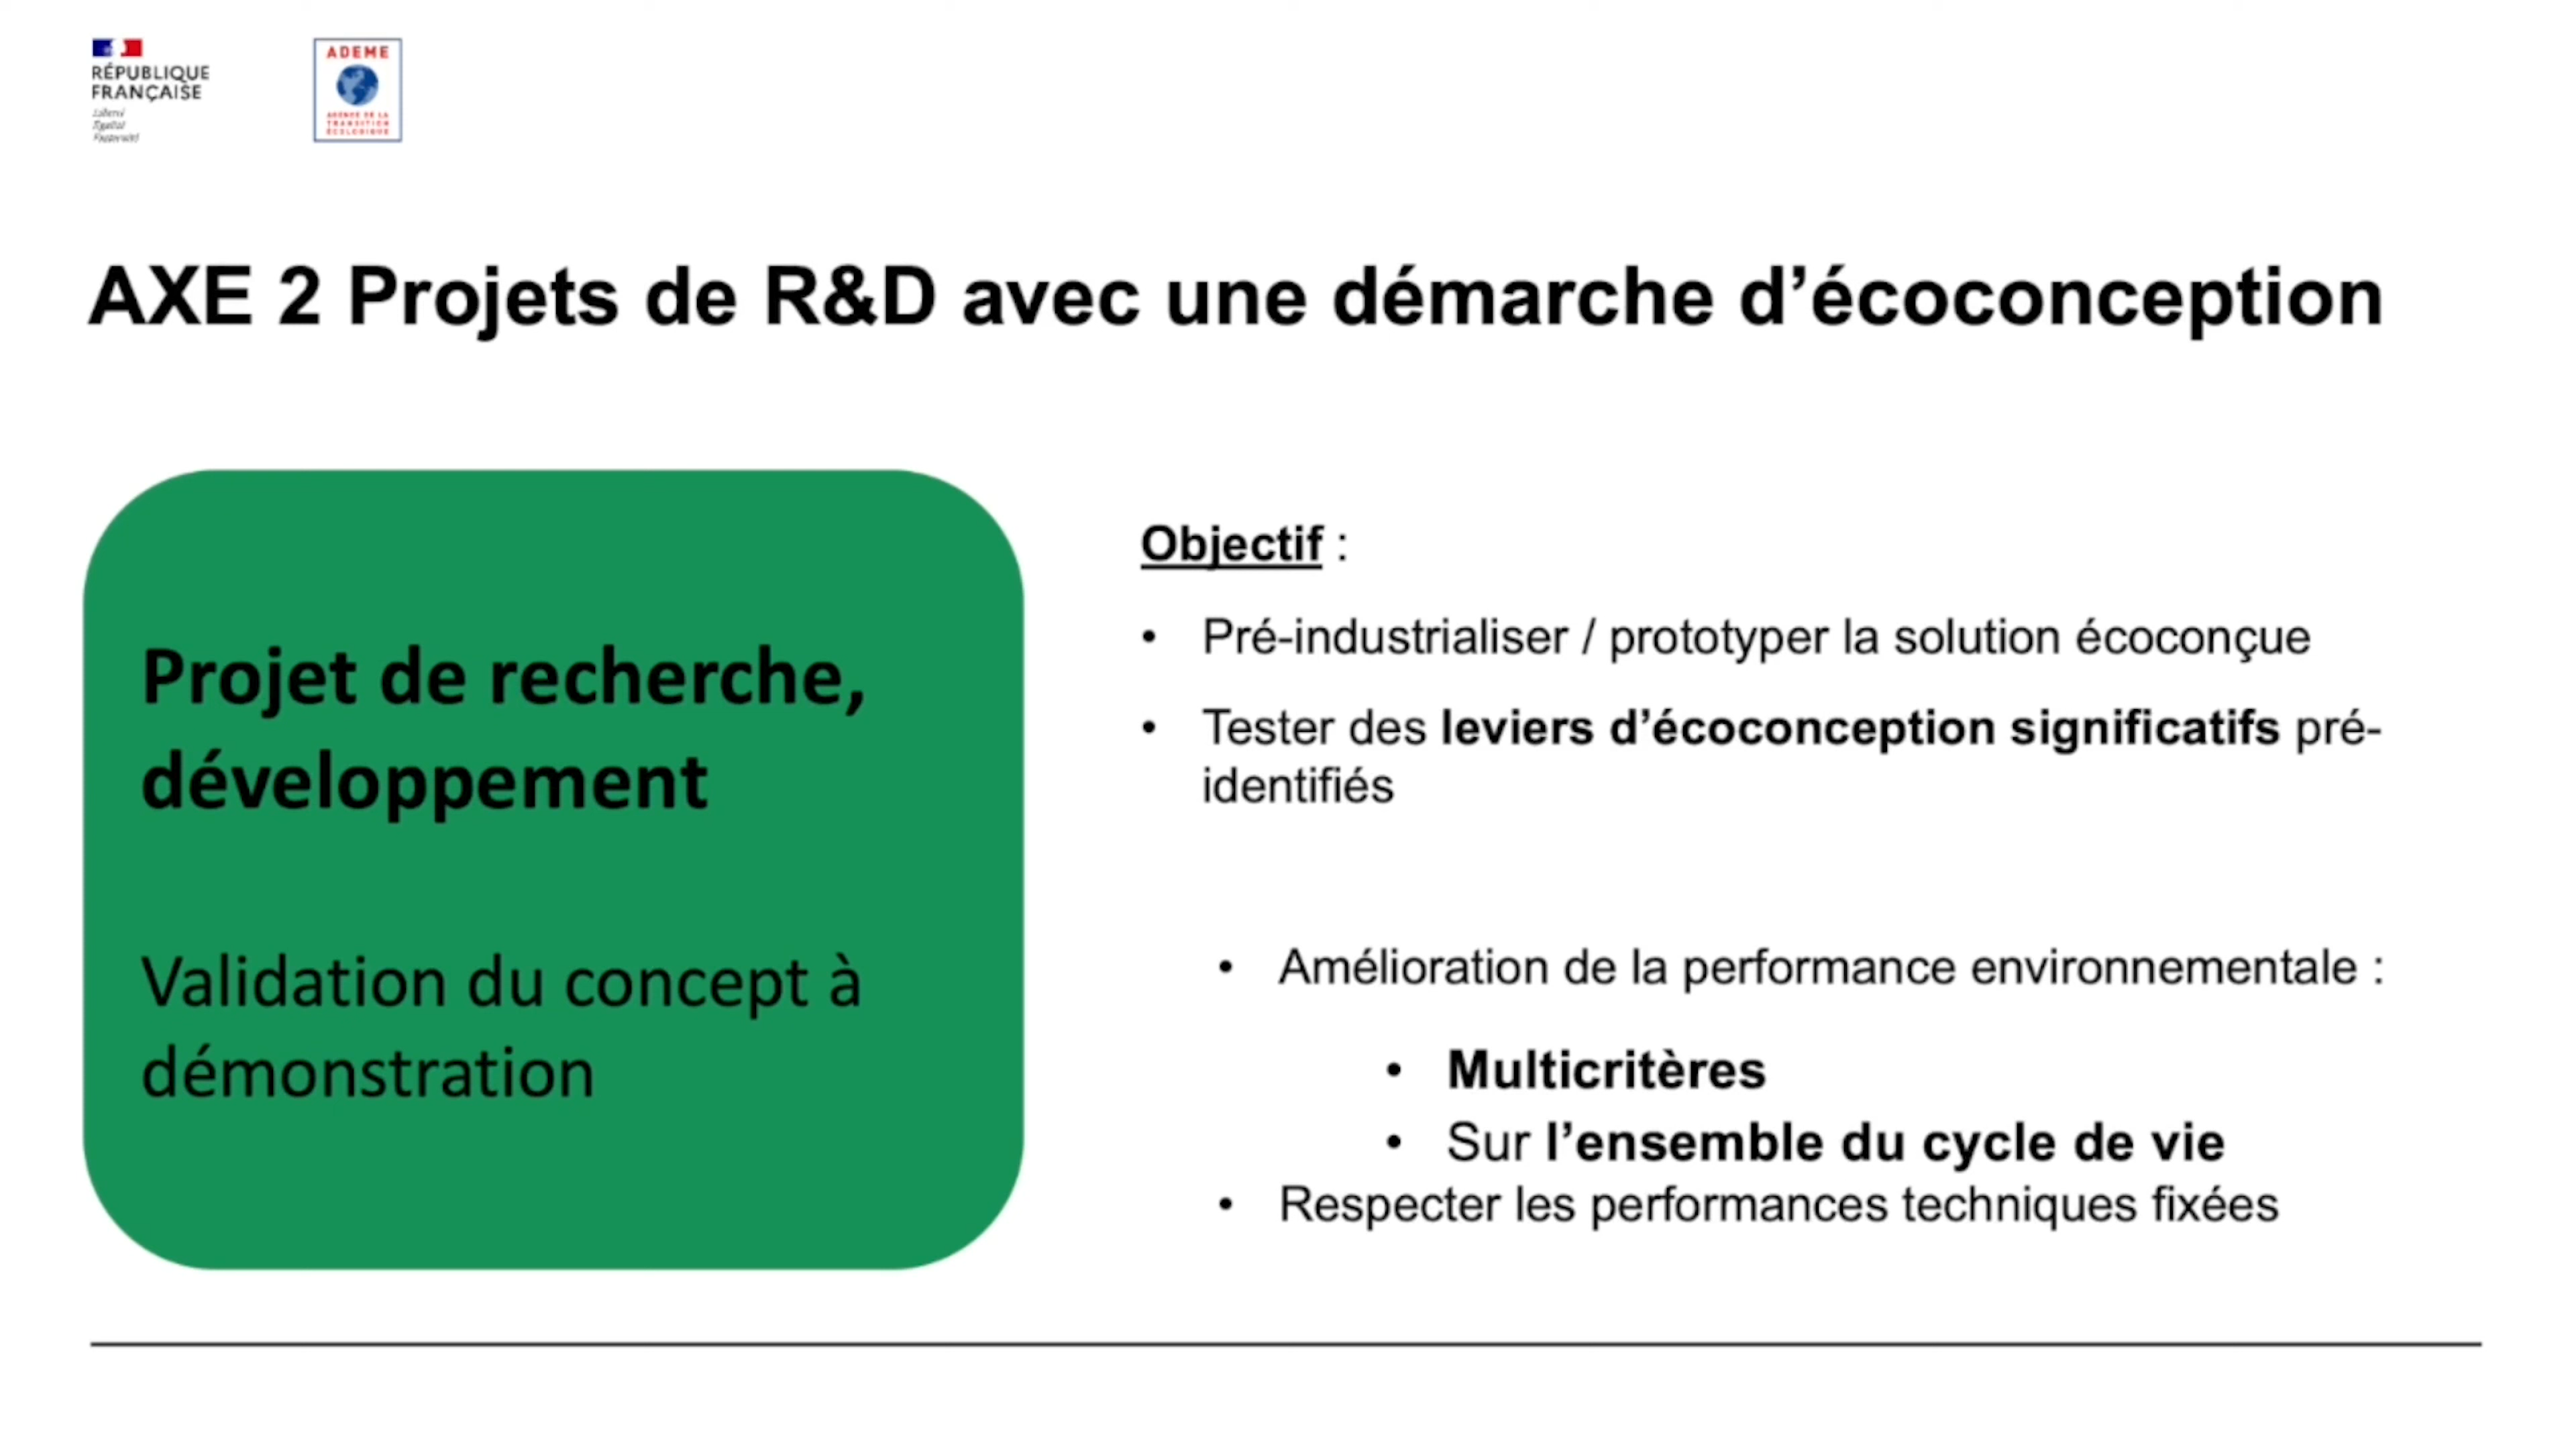 RÉPUBLIQUE
FRANÇAISE
Liberté
Égalité
Fraternité
ADEME
AGENCE DE LA
TRANSITION
ÉCOLOGIQUE
AXE 2 Projets de R&D avec une démarche d’écoconception
Projet de recherche,
développement
Validation du concept à
démonstration
Objectif :
• Pré-industrialiser / prototyper la solution écoconçue
• Tester des leviers d’écoconception significatifs pré-
identifiés
• Amélioration de la performance environnementale :
• Multicritères
• Sur l’ensemble du cycle de vie
• Respecter les performances techniques fixées